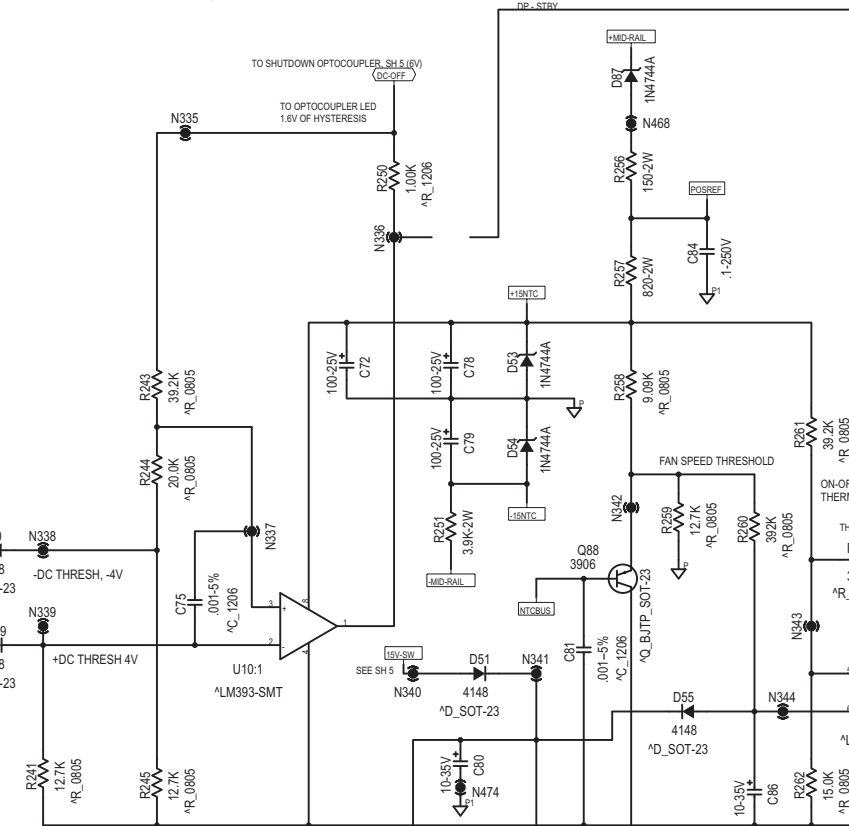 DP - STBY
+MID-RAIL
TO SHUTDOWN OPTOCOUPLER, SH 5 (6V)
DC-OFF
D87
1N4744A
TO OPTOCOUPLER LED
1.6V OF HYSTERESIS
N335
N468
R250
1.00K
^R_1206
R256
150-2W
POSREF
N336
R257
820-2W
C84
.1-250V
P1
+15NTC
100-25V
C72
100-25V
C78
D53
1N4744A
R243
39.2K
^R_0805
R258
9.09K
^R_0805
P
R261
39.2K
^R_0805
100-25V
C79
D54
1N4744A
R244
20.0K
^R_0805
FAN SPEED THRESHOLD
ON-OF
THERM
-15NTC
N342
R259
12.7K
^R_0805
R260
392K
^R_0805
R251
3.9K-2W
N337
N338
-DC THRESH, -4V
-23
Q88
3906
^Q_BJTP_SOT-23
P
-MID-RAIL
C75
.001-5%
^C_1206
NTCBUS
3
+
8
1
2
-
4
N339
+DC THRESH 4V
-23
U10:1
^LM393-SMT
C81
.001-5%
^C_1206
N343
15V-SW
SEE SH 5
N340
D51
4148
^D_SOT-23
N341
D55
4148
^D_SOT-23
N344
R241
12.7K
^R_0805
R245
12.7K
^R_0805
10-35V
C80
N474
P1
10-35V
C86
R262
15.0K
^R_0805